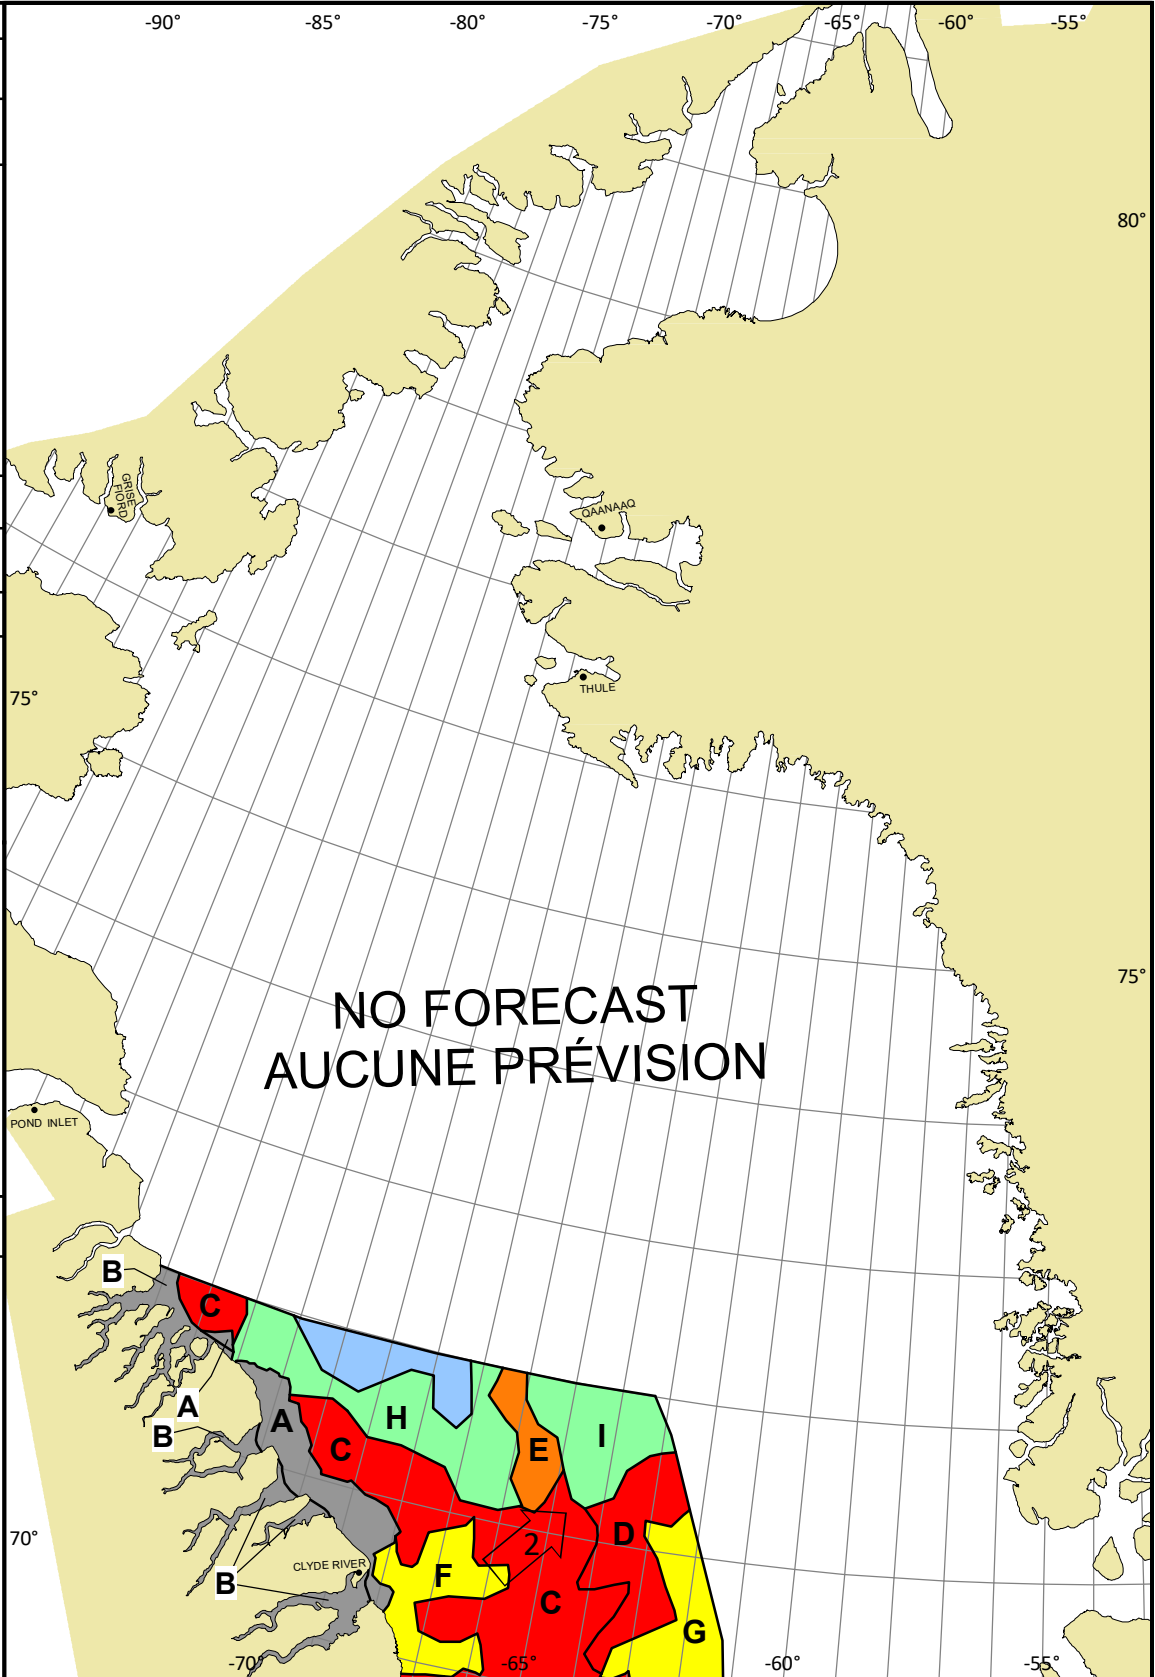 -90° -85° -80° -75° -70° -65° -60° -55°
80°
GRISE
FIORD
QAANAAQ
75°
THULE
75°
NO FORECAST
AUCUNE PRÉVISION
POND INLET
B
C
A
H
A
B
C
E
I
70°
2
D
CLYDE RIVER
F
B
C
G
-70° -65° -60° -55°